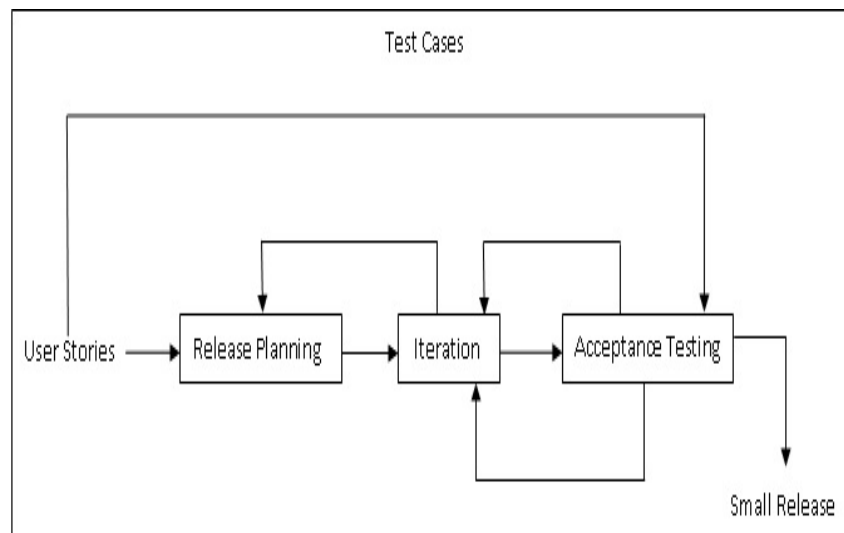 Test Cases
User Stories
Release Planning
Iteration
Acceptance Testing
Small Release